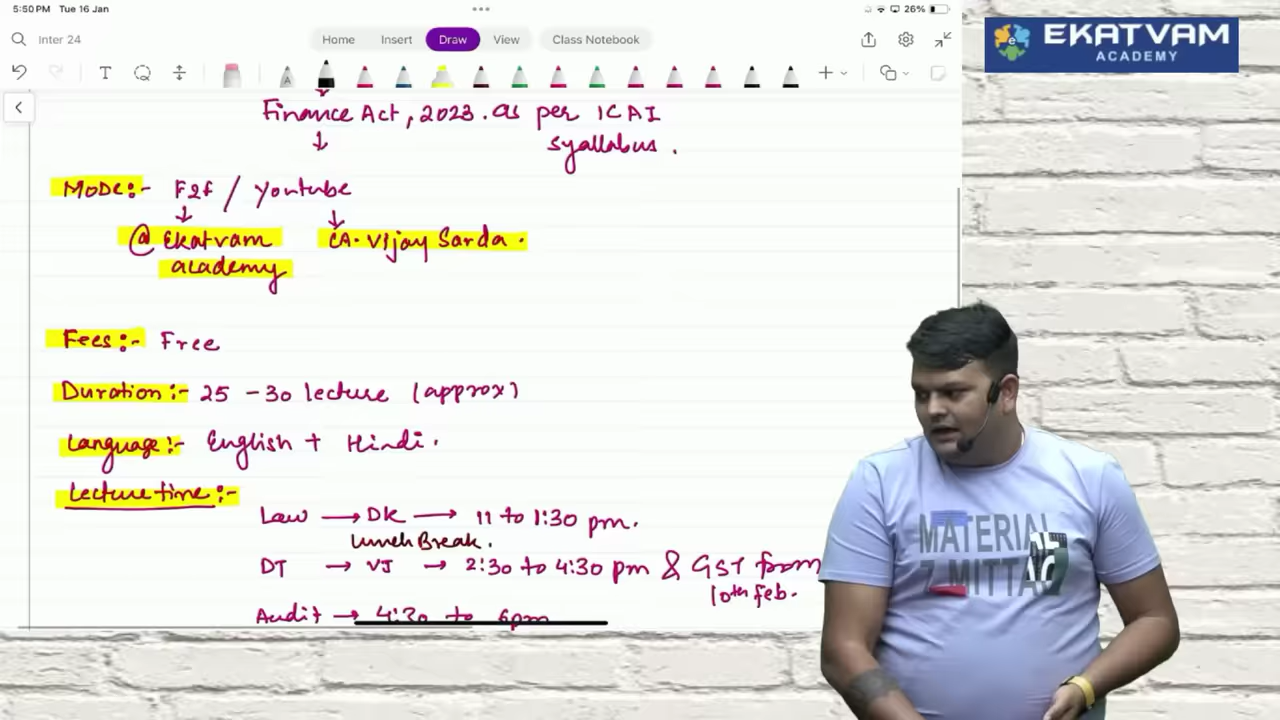 5:50 PM Tue 16 Jan
26%
Inter 24
Home Insert Draw View Class Notebook
EKATVAM
ACADEMY
Finance Act, 2023. as per ICAI
syallabus.
MODE:- F2f / Youtube
@ Ekatvam CA. Vijay Sarda.
academy
Fees:- Free
Duration:- 25 - 30 lecture (approx)
Language:- English + Hindi.
Lecture time:-
Law → DK → 11 to 1:30 pm.
Lunch Break.
DT → VJ → 2:30 to 4:30 pm & GST from
10th feb.
Audit → 4:30 to 6pm
MATERIAL
Z MITTA